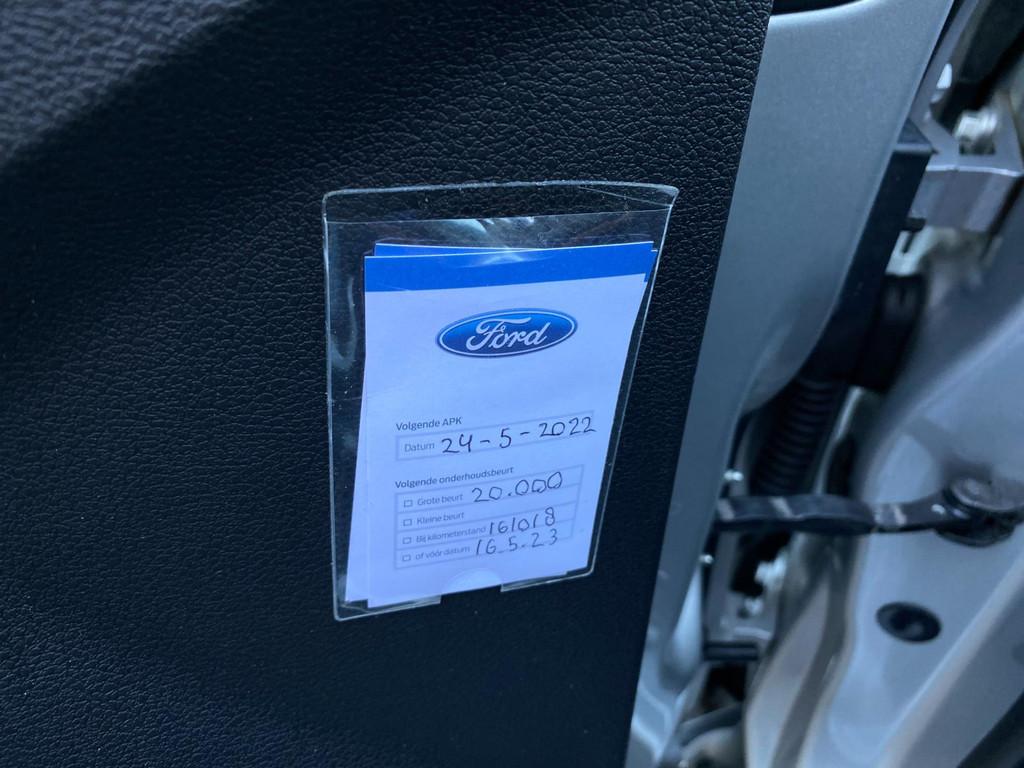 Ford
Volgende APK
Datum 24-5-2022
Volgende onderhoudsbeurt
Grote beurt 20.000
Kleine beurt
Bij kilometerstand 161018
of vóór datum 16.5.23